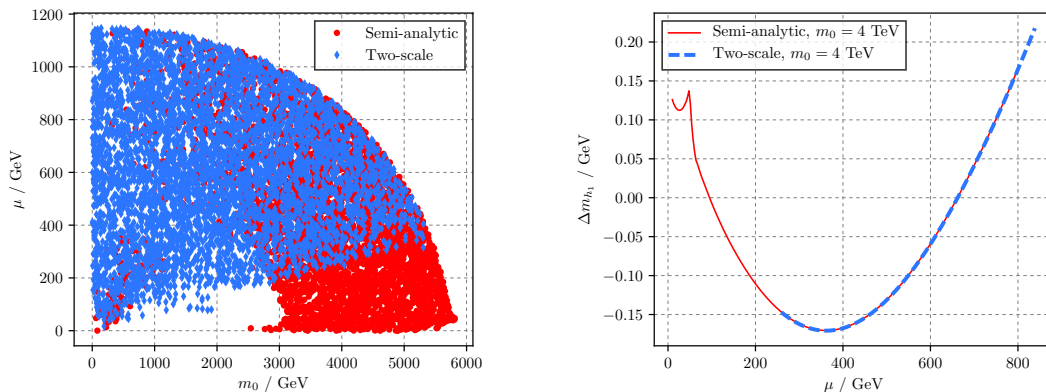 Semi-analytic
Two-scale
1200
1000
800
600
400
200
0
μ / GeV
0 1000 2000 3000 4000 5000 6000
m₀ / GeV
Semi-analytic, m₀ = 4 TeV
Two-scale, m₀ = 4 TeV
0.20
0.15
0.10
0.05
0.00
−0.05
−0.10
−0.15
Δm_{h₁} / GeV
0 200 400 600 800
μ / GeV